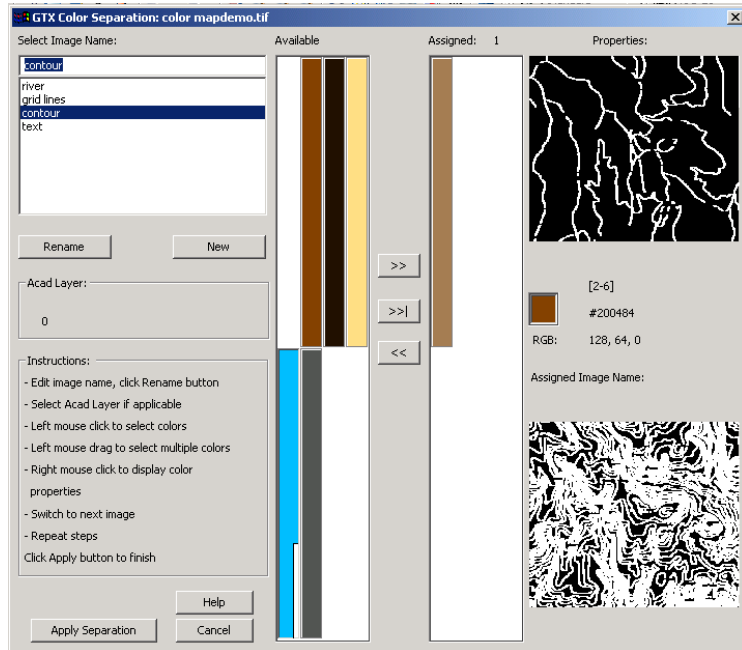 GTX Color Separation: color mapdemo.tif
Select Image Name:
Available
Assigned: 1
Properties:
contour
river
grid lines
contour
text
Rename
New
>>
>>|
<<
Acad Layer:
0
[2-6]
#200484
RGB: 128, 64, 0
Assigned Image Name:
Instructions:
- Edit image name, click Rename button
- Select Acad Layer if applicable
- Left mouse click to select colors
- Left mouse drag to select multiple colors
- Right mouse click to display color
properties
- Switch to next image
- Repeat steps
Click Apply button to finish
Help
Apply Separation
Cancel